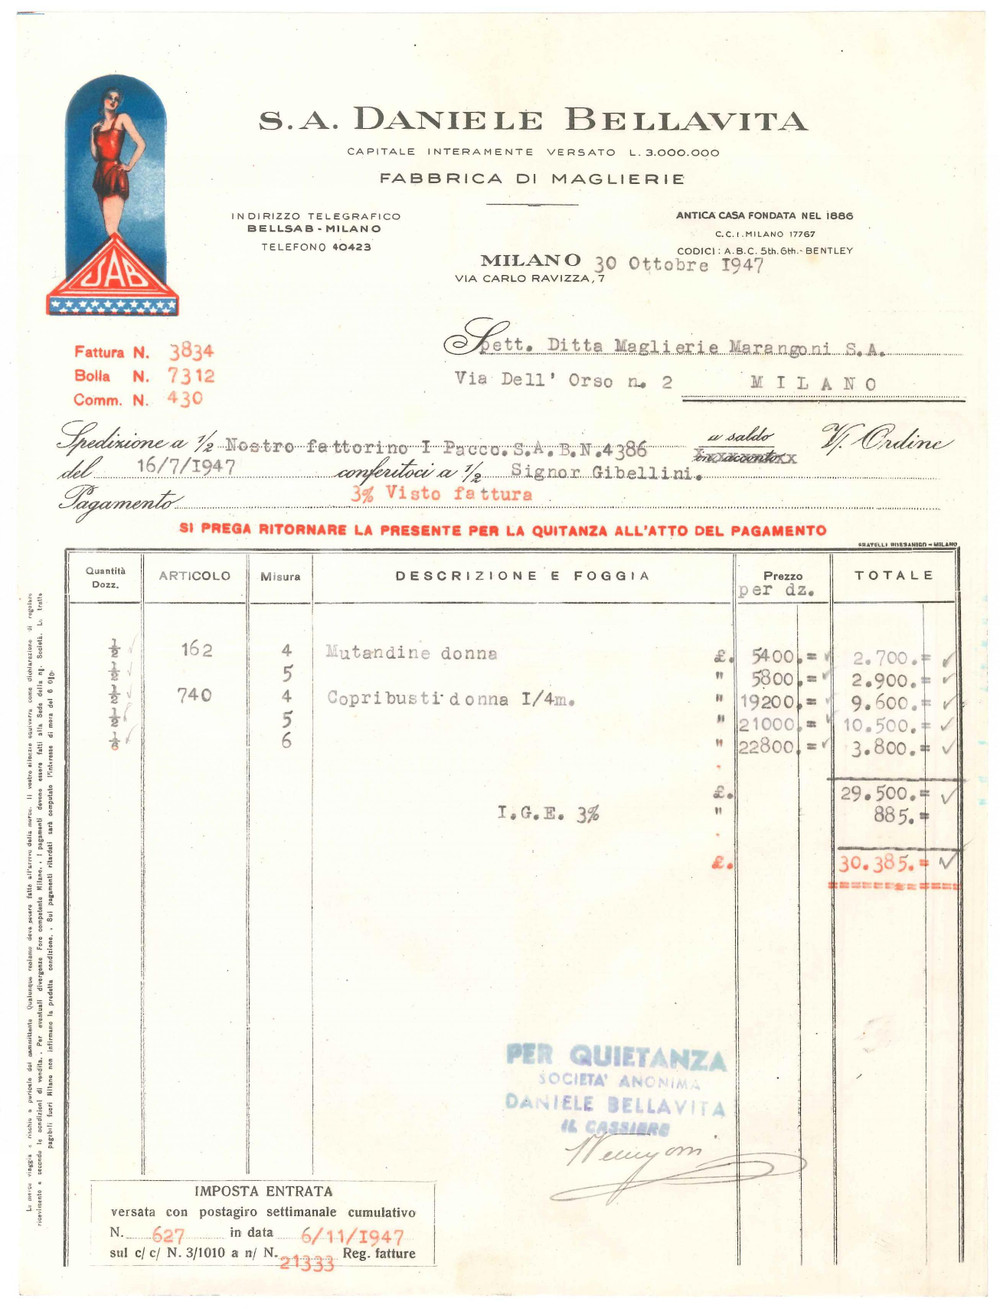 S.A. DANIELE BELLAVITA
CAPITALE INTERAMENTE VERSATO L. 3.000.000
FABBRICA DI MAGLIERIE
SAB
INDIRIZZO TELEGRAFICO
BELLSAB - MILANO
TELEFONO 40423
ANTICA CASA FONDATA NEL 1886
C.C.I. MILANO 17767
CODICI : A.B.C. 5th. 6th. - BENTLEY
MILANO 30 Ottobre 1947
VIA CARLO RAVIZZA, 7
Fattura N. 3834
Bolla N. 7312
Comm. N. 430
Spett. Ditta Maglierie Marangoni S.A.
Via Dell' Orso n. 2 MILANO
Spedizione a 1/2 Nostro fattorino I Pacco.S.A.B.N.4386 a saldo V/. Ordine
del 16/7/1947 conferitoci a 1/2 Signor Gibellini.
Pagamento 3% Visto fattura
SI PREGA RITORNARE LA PRESENTE PER LA QUITANZA ALL'ATTO DEL PAGAMENTO
Quantità Dozz. ARTICOLO Misura DESCRIZIONE E FOGGIA Prezzo per dz. TOTALE
1/2 162 4 Mutandine donna £. 5400.= 2.700.=
1/2 5 " 5800.= 2.900.=
1/2 740 4 Copribusti donna I/4m. " 19200.= 9.600.=
1/2 5 " 21000.= 10.500.=
1/6 6 " 22800.= 3.800.=
£. 29.500.=
I.G.E. 3% " 885.=
£. 30.385.=
PER QUIETANZA
SOCIETA' ANONIMA
DANIELE BELLAVITA
IL CASSIERE
IMPOSTA ENTRATA
versata con postagiro settimanale cumulativo
N. 627 in data 6/11/1947
sul c/ c/ N. 3/1010 a n/ N. 21333 Reg. fatture